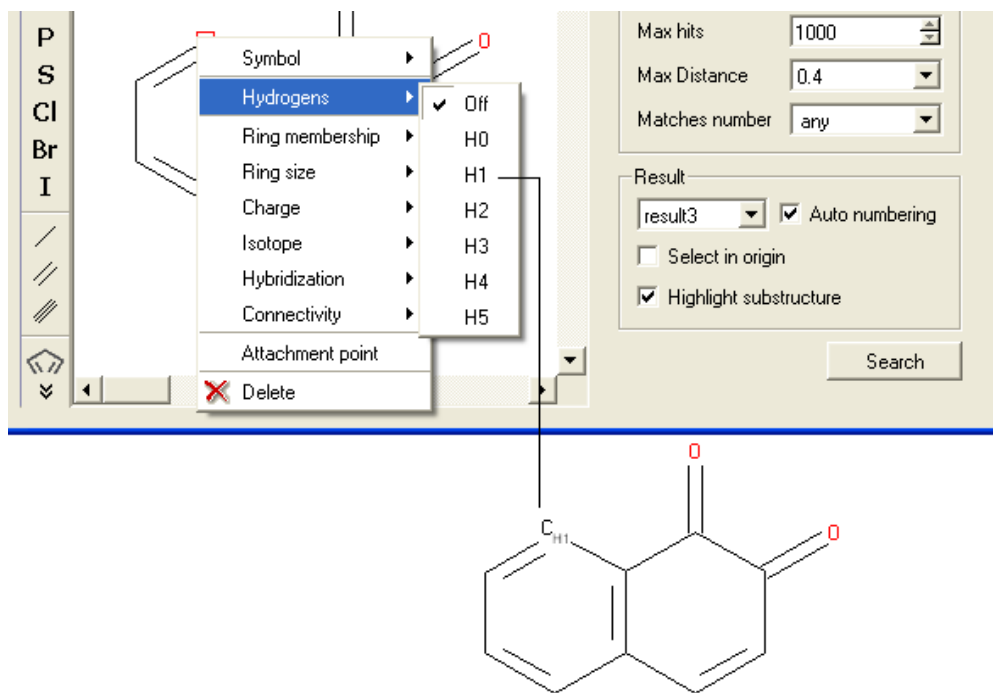 P
S
Cl
Br
I
O
Symbol
Hydrogens
Ring membership
Ring size
Charge
Isotope
Hybridization
Connectivity
Attachment point
Delete
Off
H0
H1
H2
H3
H4
H5
Max hits 1000
Max Distance 0.4
Matches number any
Result
result3 Auto numbering
Select in origin
Highlight substructure
Search
O
O
CH1